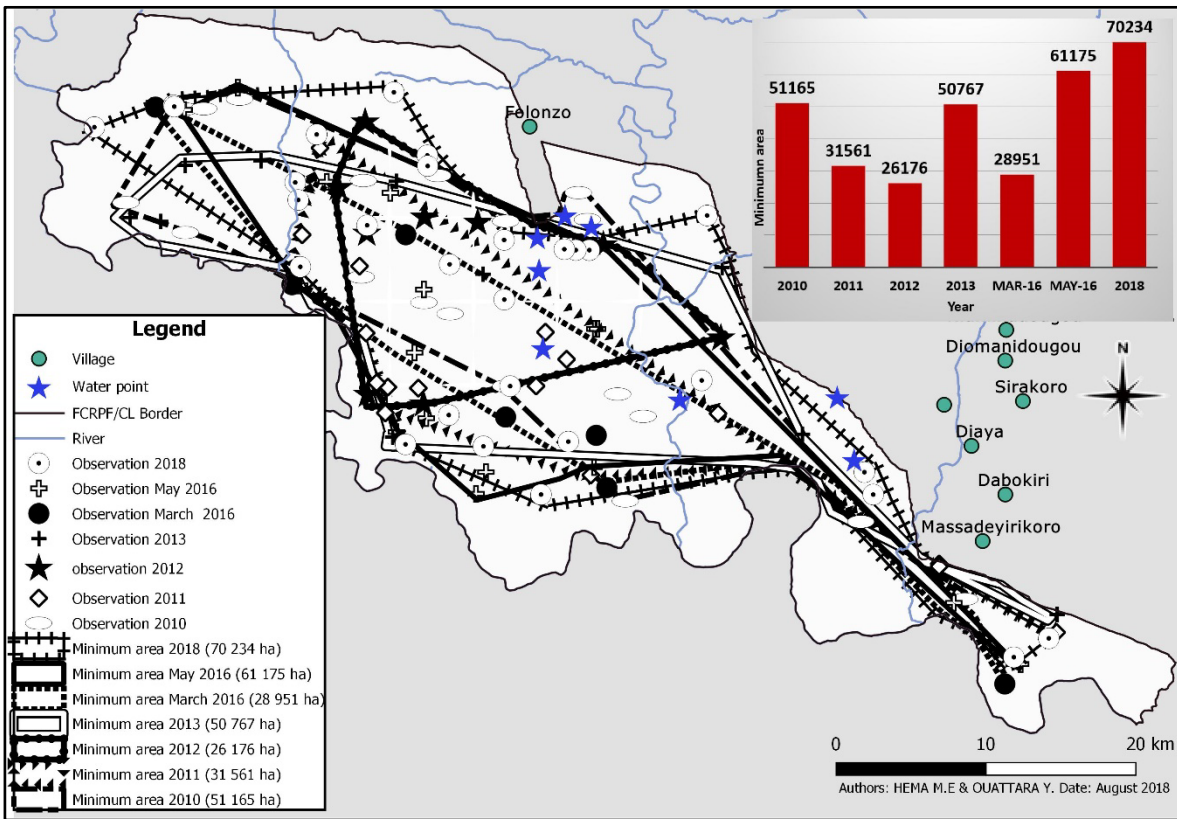 Folonzo
70234
61175
51165
50767
31561
28951
26176
Minimumn area
2010
2011
2012
2013
MAR-16
MAY-16
2018
Year
Diomanidougou
Sirakoro
Diaya
Dabokiri
Massadeyirikoro
N
Legend
Village
Water point
FCRPF/CL Border
River
Observation 2018
Observation May 2016
Observation March 2016
Observation 2013
observation 2012
Observation 2011
Observation 2010
Minimum area 2018 (70 234 ha)
Minimum area May 2016 (61 175 ha)
Minimum area March 2016 (28 951 ha)
Minimum area 2013 (50 767 ha)
Minimum area 2012 (26 176 ha)
Minimum area 2011 (31 561 ha)
Minimum area 2010 (51 165 ha)
0 10 20 km
Authors: HEMA M.E & OUATTARA Y. Date: August 2018